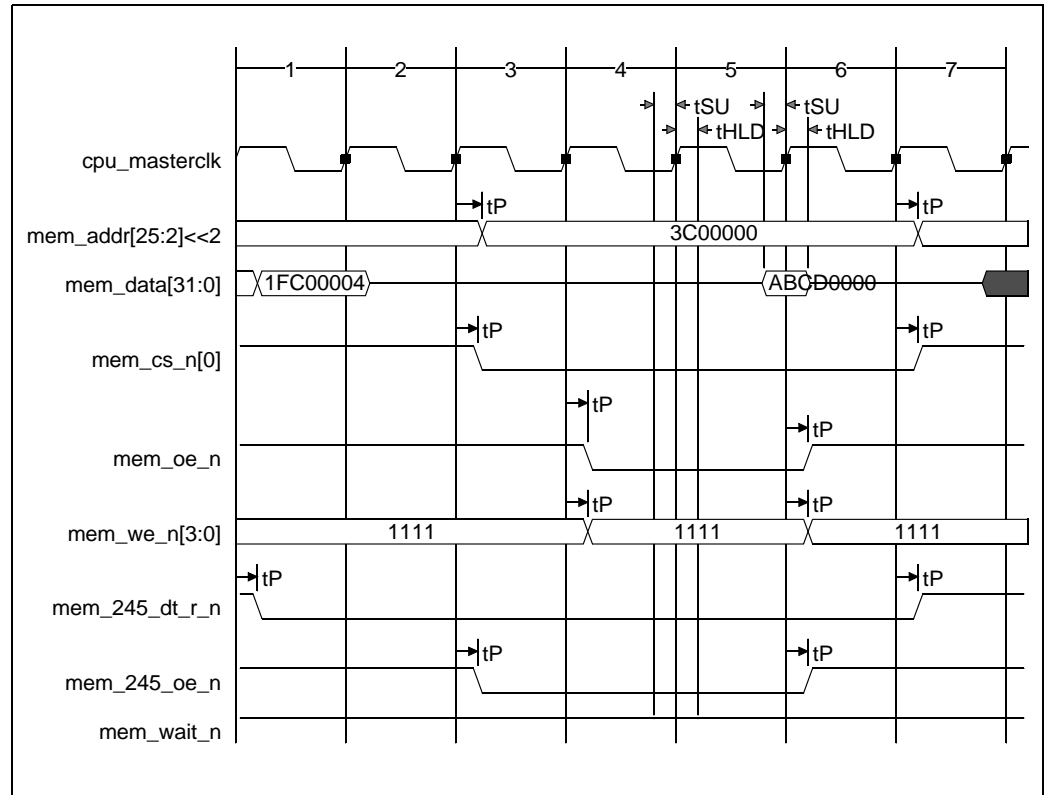 1 2 3 4 5 6 7
tSU tSU
tHLD tHLD
cpu_masterclk
tP tP
mem_addr[25:2]<<2 3C00000
mem_data[31:0] 1FC00004 ABCD0000
tP tP
mem_cs_n[0]
tP
tP
mem_oe_n
tP tP
mem_we_n[3:0] 1111 1111 1111
tP tP
mem_245_dt_r_n
tP tP
mem_245_oe_n
mem_wait_n